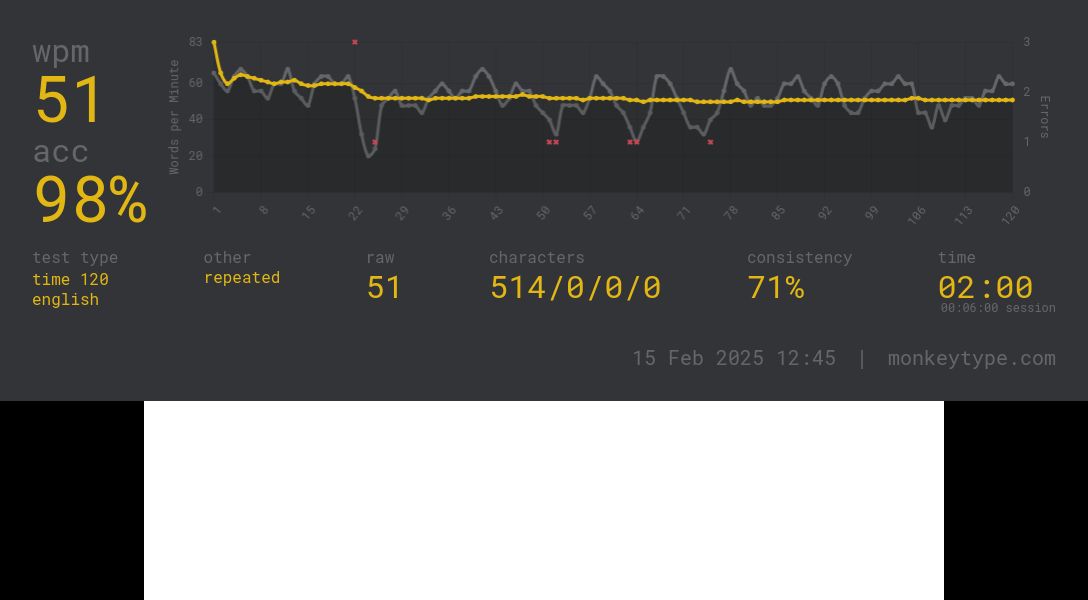 wpm
51
acc
98%
Words per Minute
83
60
40
20
0
3
2
1
0
Errors
1 8 15 22 29 36 43 50 57 64 71 78 85 92 99 106 113 120
test type
time 120
english
other
repeated
raw
51
characters
514/0/0/0
consistency
71%
time
02:00
00:06:00 session
15 Feb 2025 12:45 | monkeytype.com